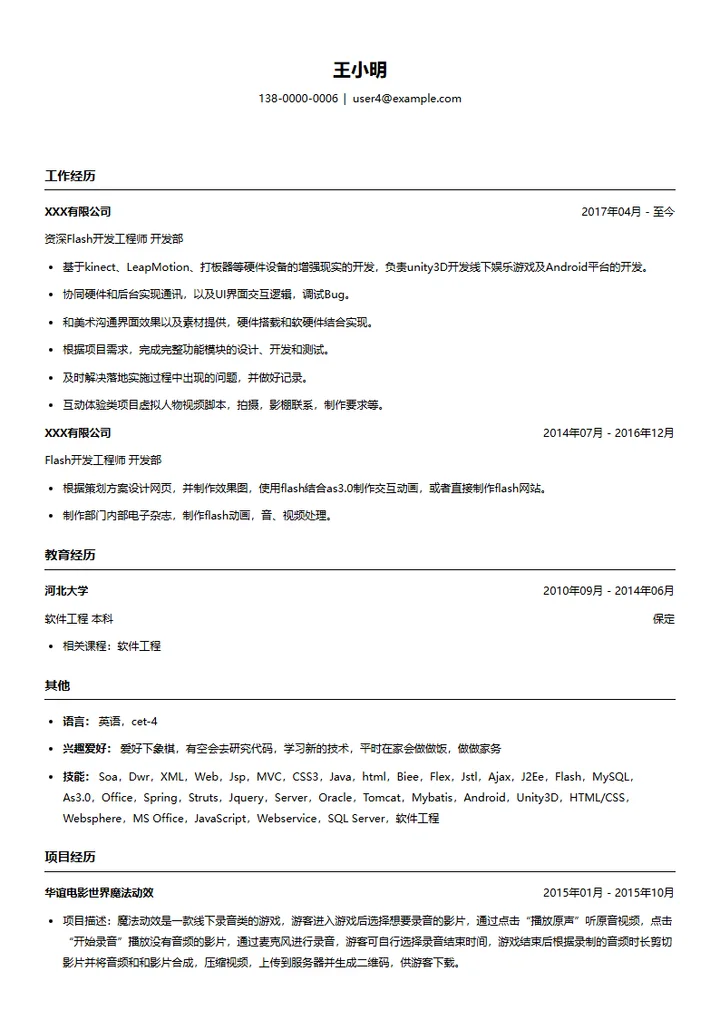 王小明
138-0000-0006 | user4@example.com
工作经历
XXX有限公司 2017年04月 - 至今
资深Flash开发工程师 开发部
• 基于kinect、LeapMotion、打板器等硬件设备的增强现实的开发，负责unity3D开发线下娱乐游戏及Android平台的开发。
• 协同硬件和后台实现通讯，以及UI界面交互逻辑，调试Bug。
• 和美术沟通界面效果以及素材提供，硬件搭载和软硬件结合实现。
• 根据项目需求，完成完整功能模块的设计、开发和测试。
• 及时解决落地实施过程中出现的问题，并做好记录。
• 互动体验类项目虚拟人物视频脚本，拍摄，影棚联系，制作要求等。
XXX有限公司 2014年07月 - 2016年12月
Flash开发工程师 开发部
• 根据策划方案设计网页，并制作效果图，使用flash结合as3.0制作交互动画，或者直接制作flash网站。
• 制作部门内部电子杂志，制作flash动画，音、视频处理。
教育经历
河北大学 2010年09月 - 2014年06月
软件工程 本科 保定
• 相关课程：软件工程
其他
• 语言： 英语，cet-4
• 兴趣爱好： 爱好下象棋，有空会去研究代码，学习新的技术，平时在家会做做饭，做做家务
• 技能： Soa，Dwr，XML，Web，Jsp，MVC，CSS3，Java，html，Biee，Flex，Jstl，Ajax，J2Ee，Flash，MySQL，
As3.0，Office，Spring，Struts，Jquery，Server，Oracle，Tomcat，Mybatis，Android，Unity3D，HTML/CSS，
Websphere，MS Office，JavaScript，Webservice，SQL Server，软件工程
项目经历
华谊电影世界魔法动效 2015年01月 - 2015年10月
• 项目描述：魔法动效是一款线下录音类的游戏，游客进入游戏后选择想要录音的影片，通过点击“播放原声”听原音视频，点击
“开始录音”播放没有音频的影片，通过麦克风进行录音，游客可自行选择录音结束时间，游戏结束后根据录制的音频时长剪切
影片并将音频和和影片合成，压缩视频，上传到服务器并生成二维码，供游客下载。